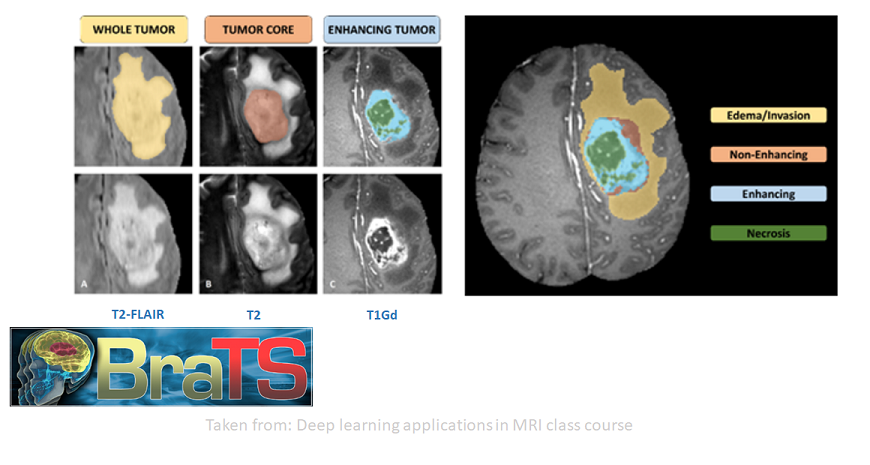 WHOLE TUMOR
TUMOR CORE
ENHANCING TUMOR
A
B
C
T2-FLAIR
T2
T1Gd
Edema/Invasion
Non-Enhancing
Enhancing
Necrosis
BraTS
Taken from: Deep learning applications in MRI class course